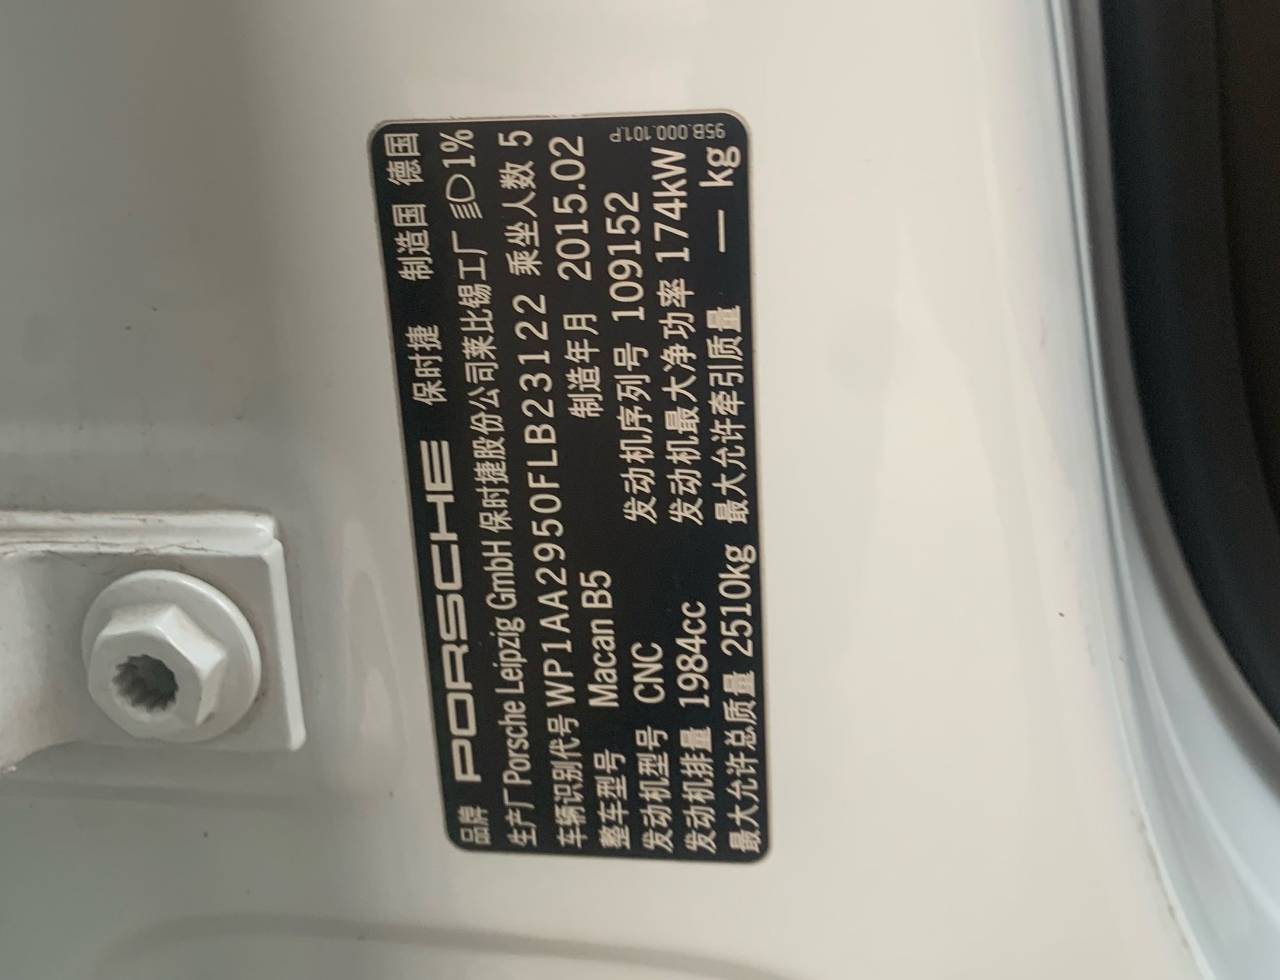 品牌 PORSCHE 保时捷 制造国 德国
生产厂 Porsche Leipzig GmbH 保时捷股份公司莱比锡工厂 1%
车辆识别代号 WP1AA2950FLB23122 乘坐人数 5
整车型号 Macan B5 制造年月 2015.02
发动机型号 CNC 发动机序列号 109152
发动机排量 1984cc 发动机最大净功率 174kW
最大允许总质量 2510kg 最大允许牵引质量 — kg
95B.000.101.P